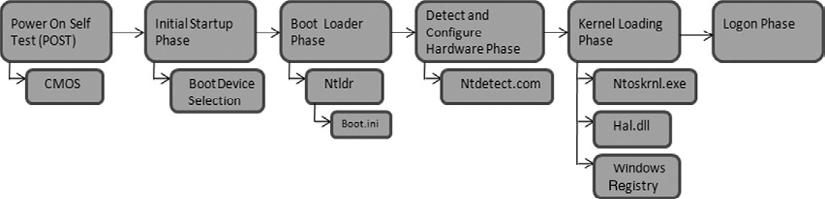 Power On Self
Test (POST)
CMOS
Initial Startup
Phase
Boot Device
Selection
Boot Loader
Phase
Ntldr
Boot.ini
Detect and
Configure
Hardware Phase
Ntdetect.com
Kernel Loading
Phase
Ntoskrnl.exe
Hal.dll
Windows
Registry
Logon Phase